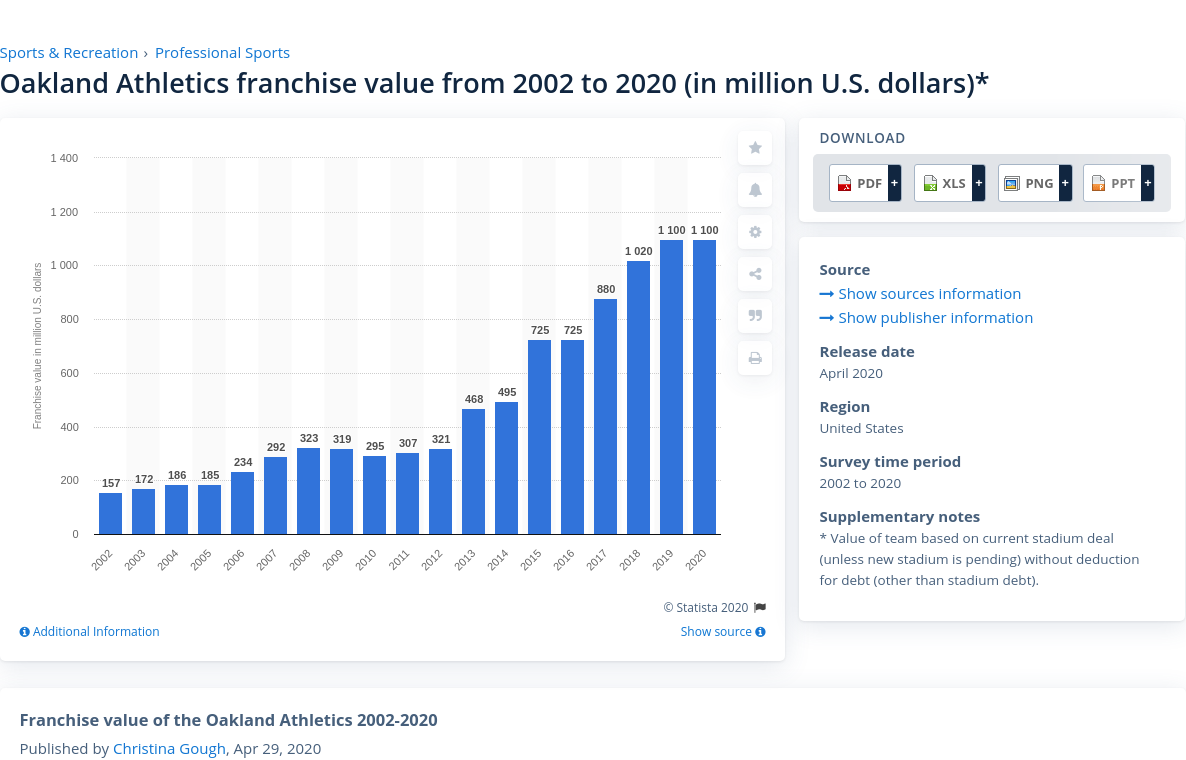 Sports & Recreation › Professional Sports
Oakland Athletics franchise value from 2002 to 2020 (in million U.S. dollars)*
Franchise value in million U.S. dollars
1 400
1 200
1 000
800
600
400
200
0
157
172
186
185
234
292
323
319
295
307
321
468
495
725
725
880
1 020
1 100
1 100
2002
2003
2004
2005
2006
2007
2008
2009
2010
2011
2012
2013
2014
2015
2016
2017
2018
2019
2020
© Statista 2020
Additional Information
Show source
DOWNLOAD
PDF + XLS + PNG + PPT +
Source
Show sources information
Show publisher information
Release date
April 2020
Region
United States
Survey time period
2002 to 2020
Supplementary notes
* Value of team based on current stadium deal
(unless new stadium is pending) without deduction
for debt (other than stadium debt).
Franchise value of the Oakland Athletics 2002-2020
Published by Christina Gough, Apr 29, 2020